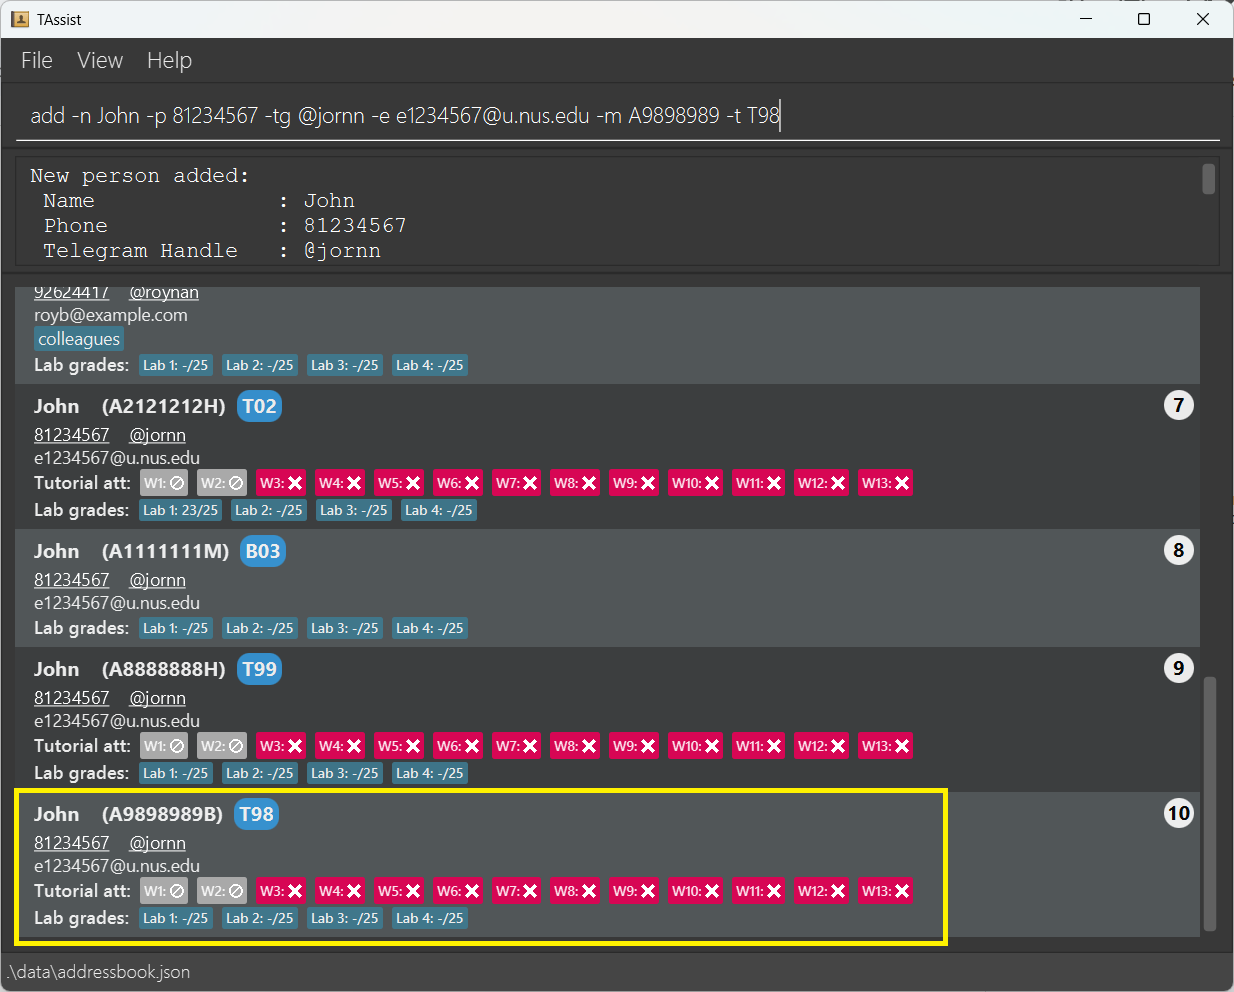 TAssist
File View Help
add -n John -p 81234567 -tg @jornn -e e1234567@u.nus.edu -m A9898989 -t T98
New person added:
Name : John
Phone : 81234567
Telegram Handle : @jornn
92624417 @roynan
royb@example.com
colleagues
Lab grades: Lab 1: -/25 Lab 2: -/25 Lab 3: -/25 Lab 4: -/25
John (A2121212H) T02 7
81234567 @jornn
e1234567@u.nus.edu
Tutorial att: W1: W2: W3: W4: W5: W6: W7: W8: W9: W10: W11: W12: W13:
Lab grades: Lab 1: 23/25 Lab 2: -/25 Lab 3: -/25 Lab 4: -/25
John (A1111111M) B03 8
81234567 @jornn
e1234567@u.nus.edu
Lab grades: Lab 1: -/25 Lab 2: -/25 Lab 3: -/25 Lab 4: -/25
John (A8888888H) T99 9
81234567 @jornn
e1234567@u.nus.edu
Tutorial att: W1: W2: W3: W4: W5: W6: W7: W8: W9: W10: W11: W12: W13:
Lab grades: Lab 1: -/25 Lab 2: -/25 Lab 3: -/25 Lab 4: -/25
John (A9898989B) T98 10
81234567 @jornn
e1234567@u.nus.edu
Tutorial att: W1: W2: W3: W4: W5: W6: W7: W8: W9: W10: W11: W12: W13:
Lab grades: Lab 1: -/25 Lab 2: -/25 Lab 3: -/25 Lab 4: -/25
.\data\addressbook.json